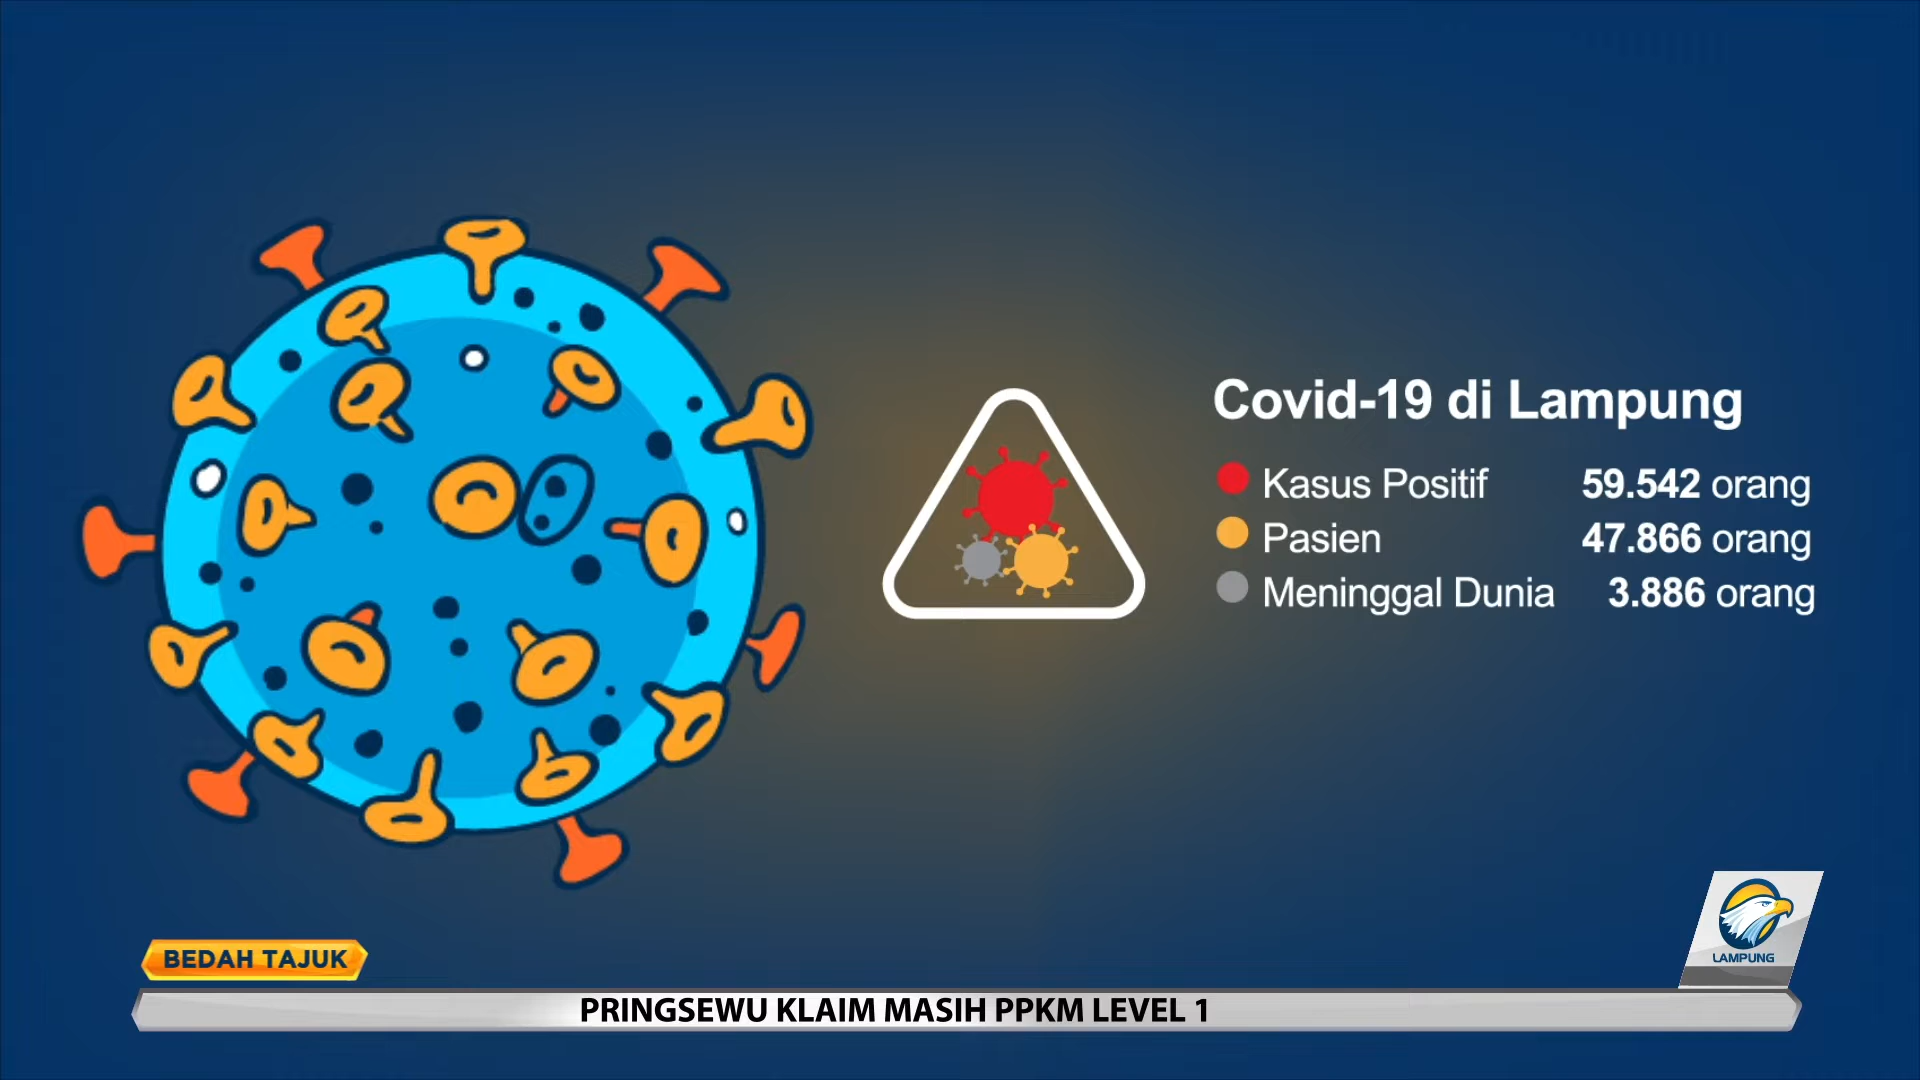 Covid-19 di Lampung
Kasus Positif 59.542 orang
Pasien 47.866 orang
Meninggal Dunia 3.886 orang
LAMPUNG
BEDAH TAJUK
PRINGSEWU KLAIM MASIH PPKM LEVEL 1